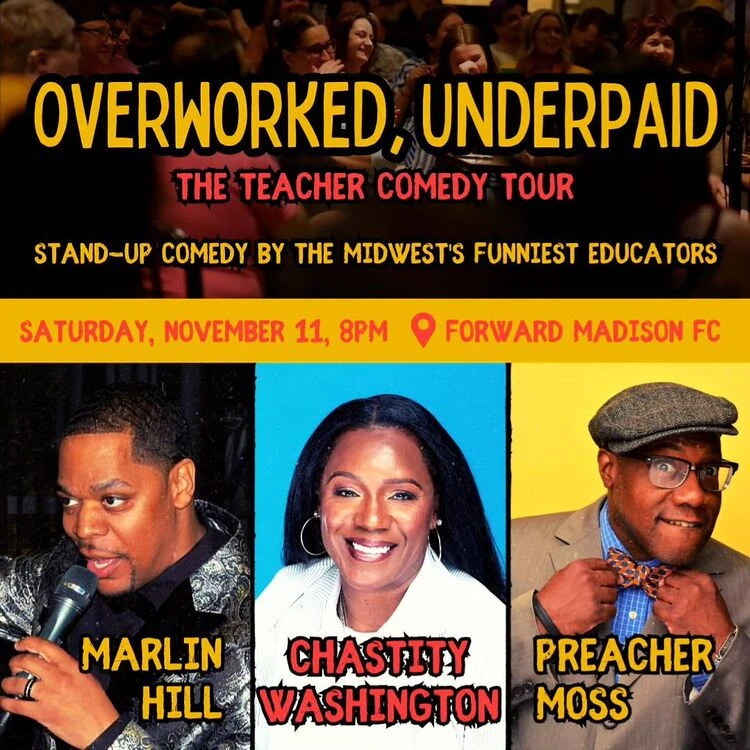 OVERWORKED, UNDERPAID
THE TEACHER COMEDY TOUR
STAND-UP COMEDY BY THE MIDWEST'S FUNNIEST EDUCATORS
SATURDAY, NOVEMBER 11, 8PM FORWARD MADISON FC
MARLIN
HILL
CHASTITY
WASHINGTON
PREACHER
MOSS